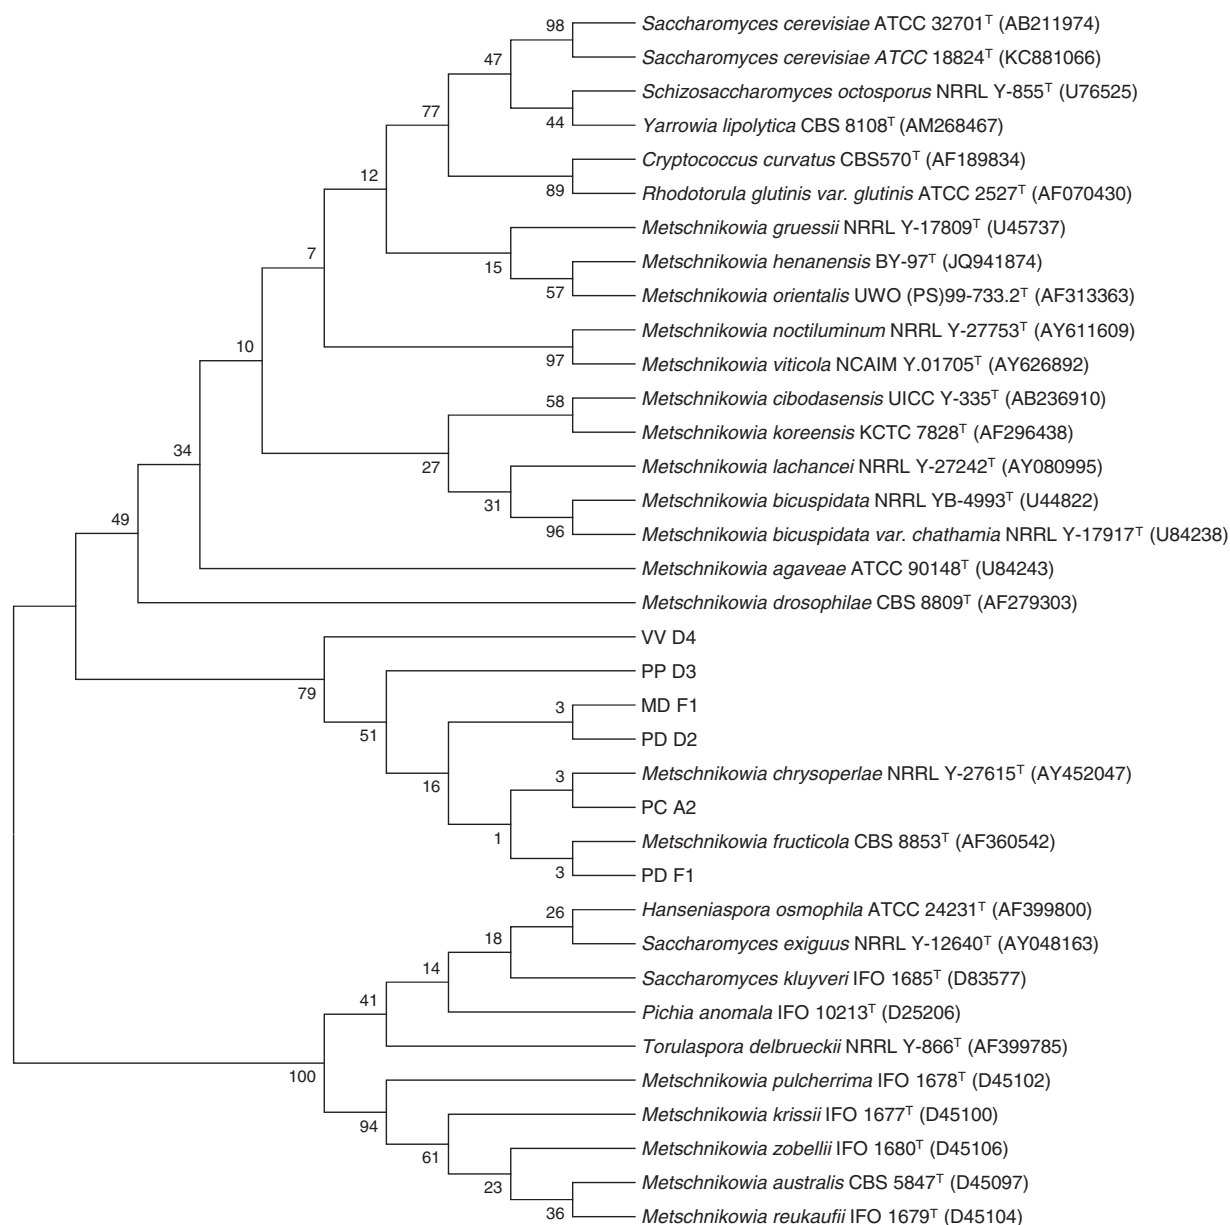 98
Saccharomyces cerevisiae ATCC 32701ᵀ (AB211974)
47
Saccharomyces cerevisiae ATCC 18824ᵀ (KC881066)
Schizosaccharomyces octosporus NRRL Y-855ᵀ (U76525)
77
44
Yarrowia lipolytica CBS 8108ᵀ (AM268467)
Cryptococcus curvatus CBS570ᵀ (AF189834)
12
89
Rhodotorula glutinis var. glutinis ATCC 2527ᵀ (AF070430)
Metschnikowia gruessii NRRL Y-17809ᵀ (U45737)
7
15
Metschnikowia henanensis BY-97ᵀ (JQ941874)
57
Metschnikowia orientalis UWO (PS)99-733.2ᵀ (AF313363)
Metschnikowia noctiluminum NRRL Y-27753ᵀ (AY611609)
10
97
Metschnikowia viticola NCAIM Y.01705ᵀ (AY626892)
58
Metschnikowia cibodasensis UICC Y-335ᵀ (AB236910)
Metschnikowia koreensis KCTC 7828ᵀ (AF296438)
34
27
Metschnikowia lachancei NRRL Y-27242ᵀ (AY080995)
31
Metschnikowia bicuspidata NRRL YB-4993ᵀ (U44822)
49
96
Metschnikowia bicuspidata var. chathamia NRRL Y-17917ᵀ (U84238)
Metschnikowia agaveae ATCC 90148ᵀ (U84243)
Metschnikowia drosophilae CBS 8809ᵀ (AF279303)
VV D4
79
PP D3
3
MD F1
51
PD D2
16
3
Metschnikowia chrysoperlae NRRL Y-27615ᵀ (AY452047)
PC A2
1
Metschnikowia fructicola CBS 8853ᵀ (AF360542)
3
PD F1
26
Hanseniaspora osmophila ATCC 24231ᵀ (AF399800)
18
Saccharomyces exiguus NRRL Y-12640ᵀ (AY048163)
14
Saccharomyces kluyveri IFO 1685ᵀ (D83577)
41
Pichia anomala IFO 10213ᵀ (D25206)
Torulaspora delbrueckii NRRL Y-866ᵀ (AF399785)
100
Metschnikowia pulcherrima IFO 1678ᵀ (D45102)
94
Metschnikowia krissii IFO 1677ᵀ (D45100)
61
Metschnikowia zobellii IFO 1680ᵀ (D45106)
23
Metschnikowia australis CBS 5847ᵀ (D45097)
36
Metschnikowia reukaufii IFO 1679ᵀ (D45104)